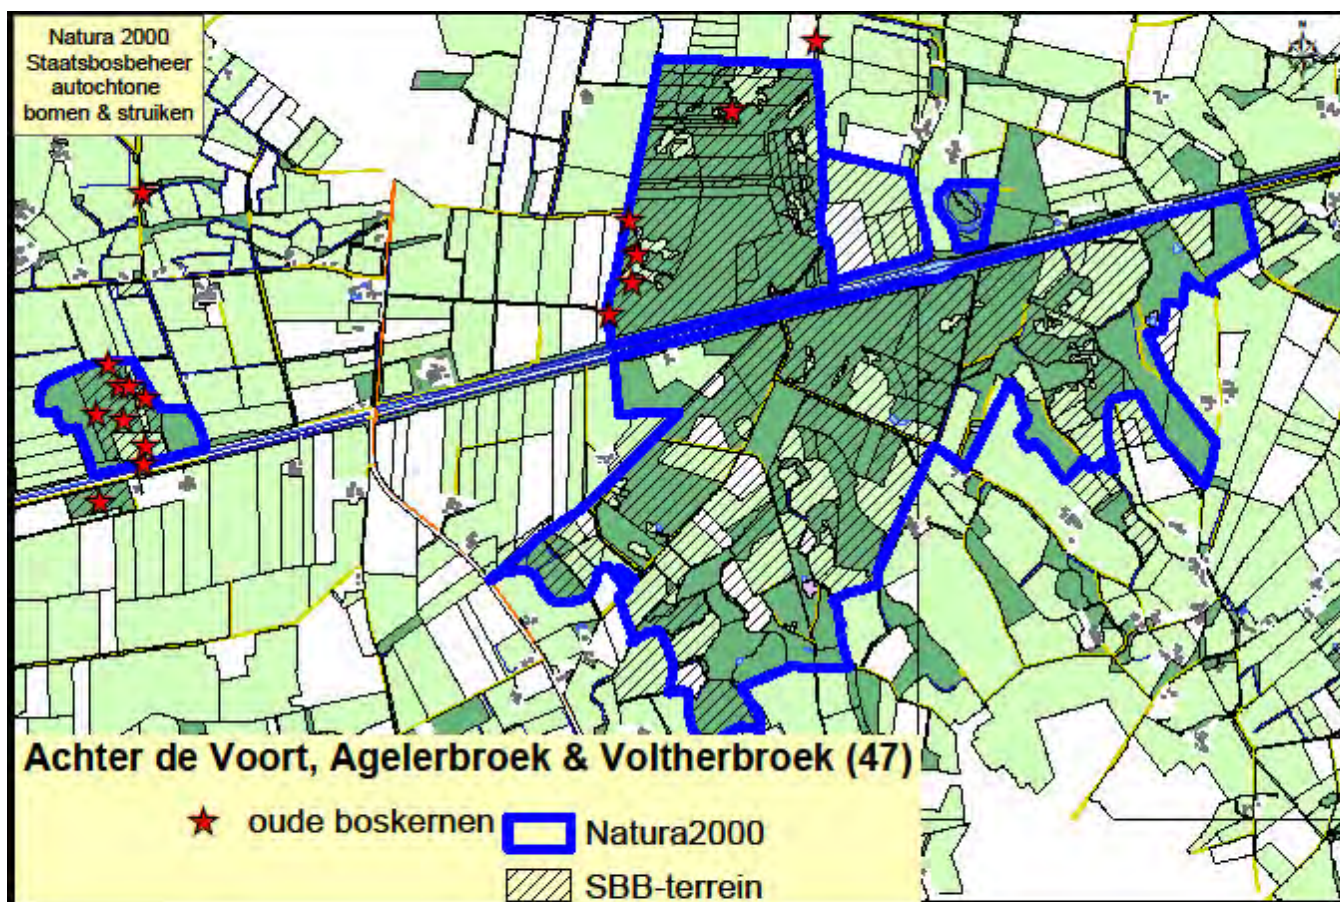 Natura 2000
Staatsbosbeheer
autochtone
bomen & struiken
Achter de Voort, Agelerbroek & Voltherbroek (47)
oude boskernen
Natura2000
SBB-terrein